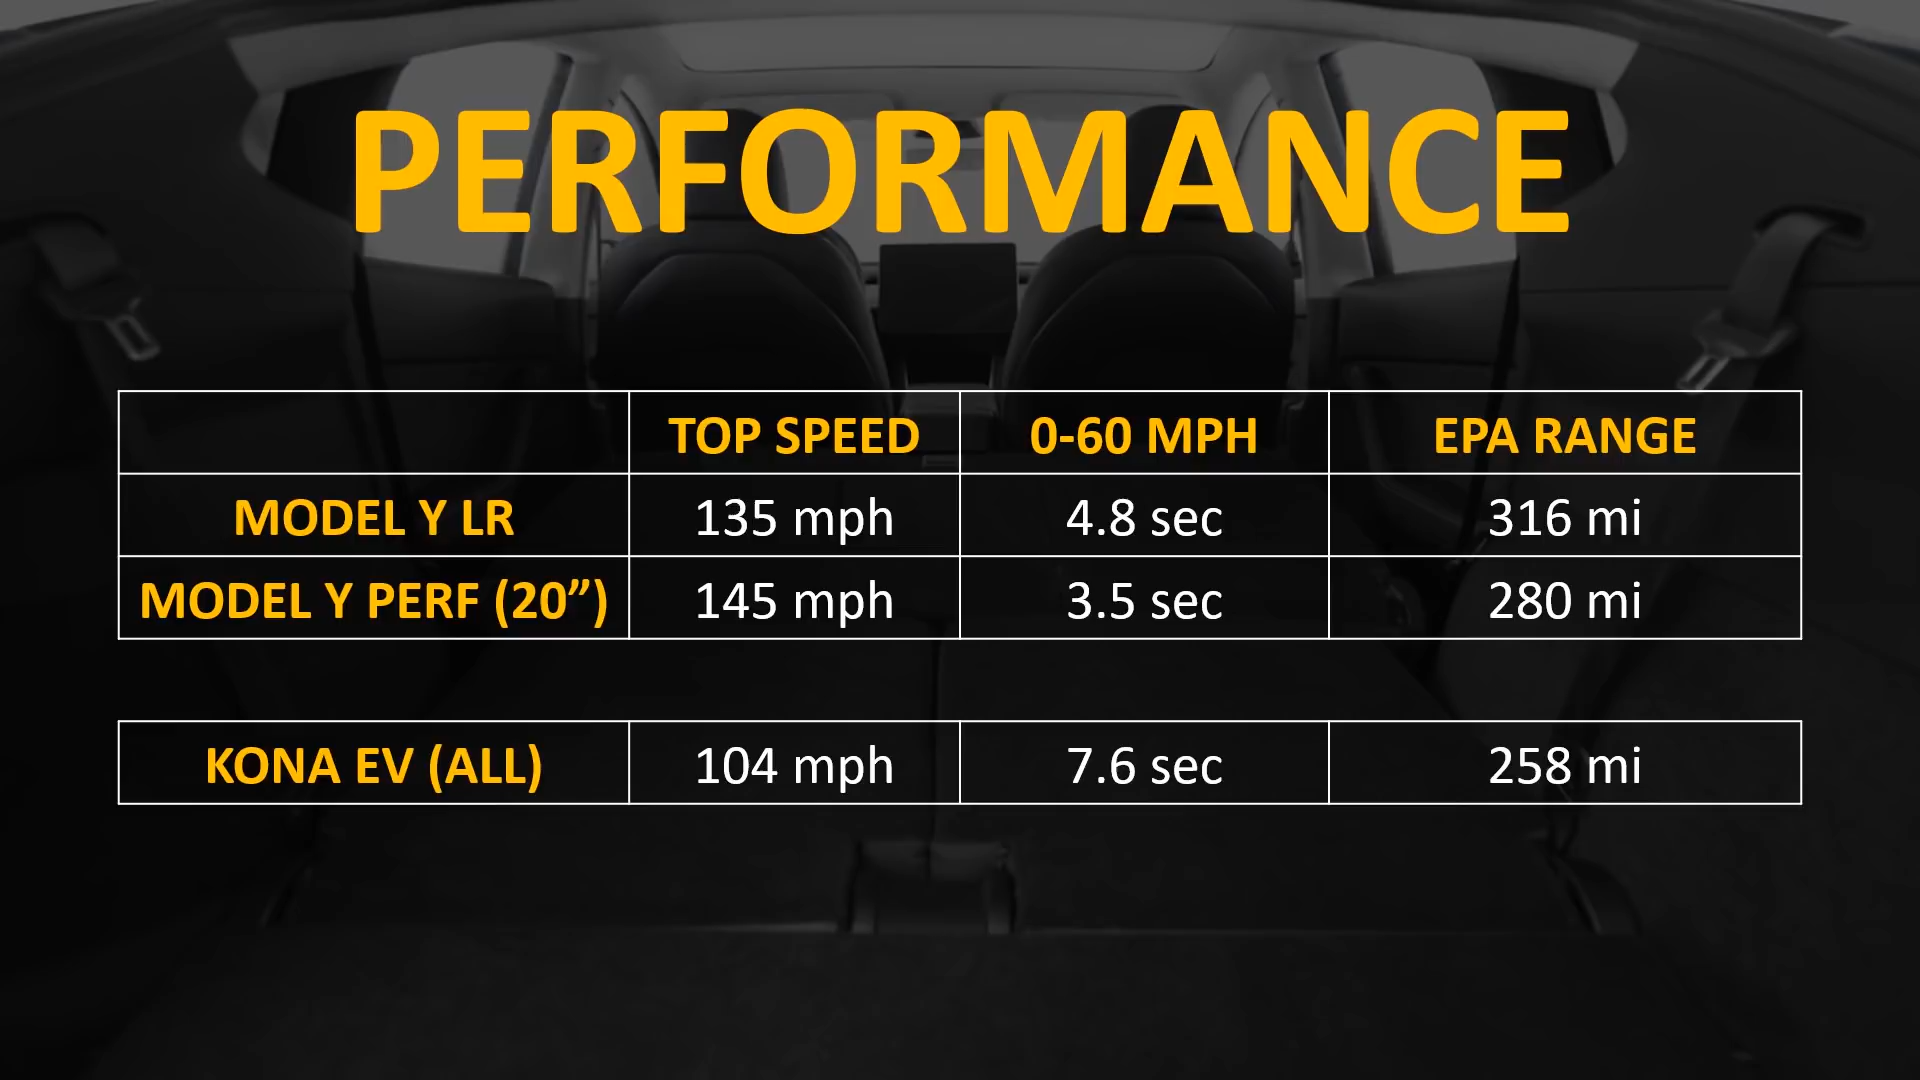 PERFORMANCE
TOP SPEED 0-60 MPH EPA RANGE
MODEL Y LR 135 mph 4.8 sec 316 mi
MODEL Y PERF (20”) 145 mph 3.5 sec 280 mi
KONA EV (ALL) 104 mph 7.6 sec 258 mi